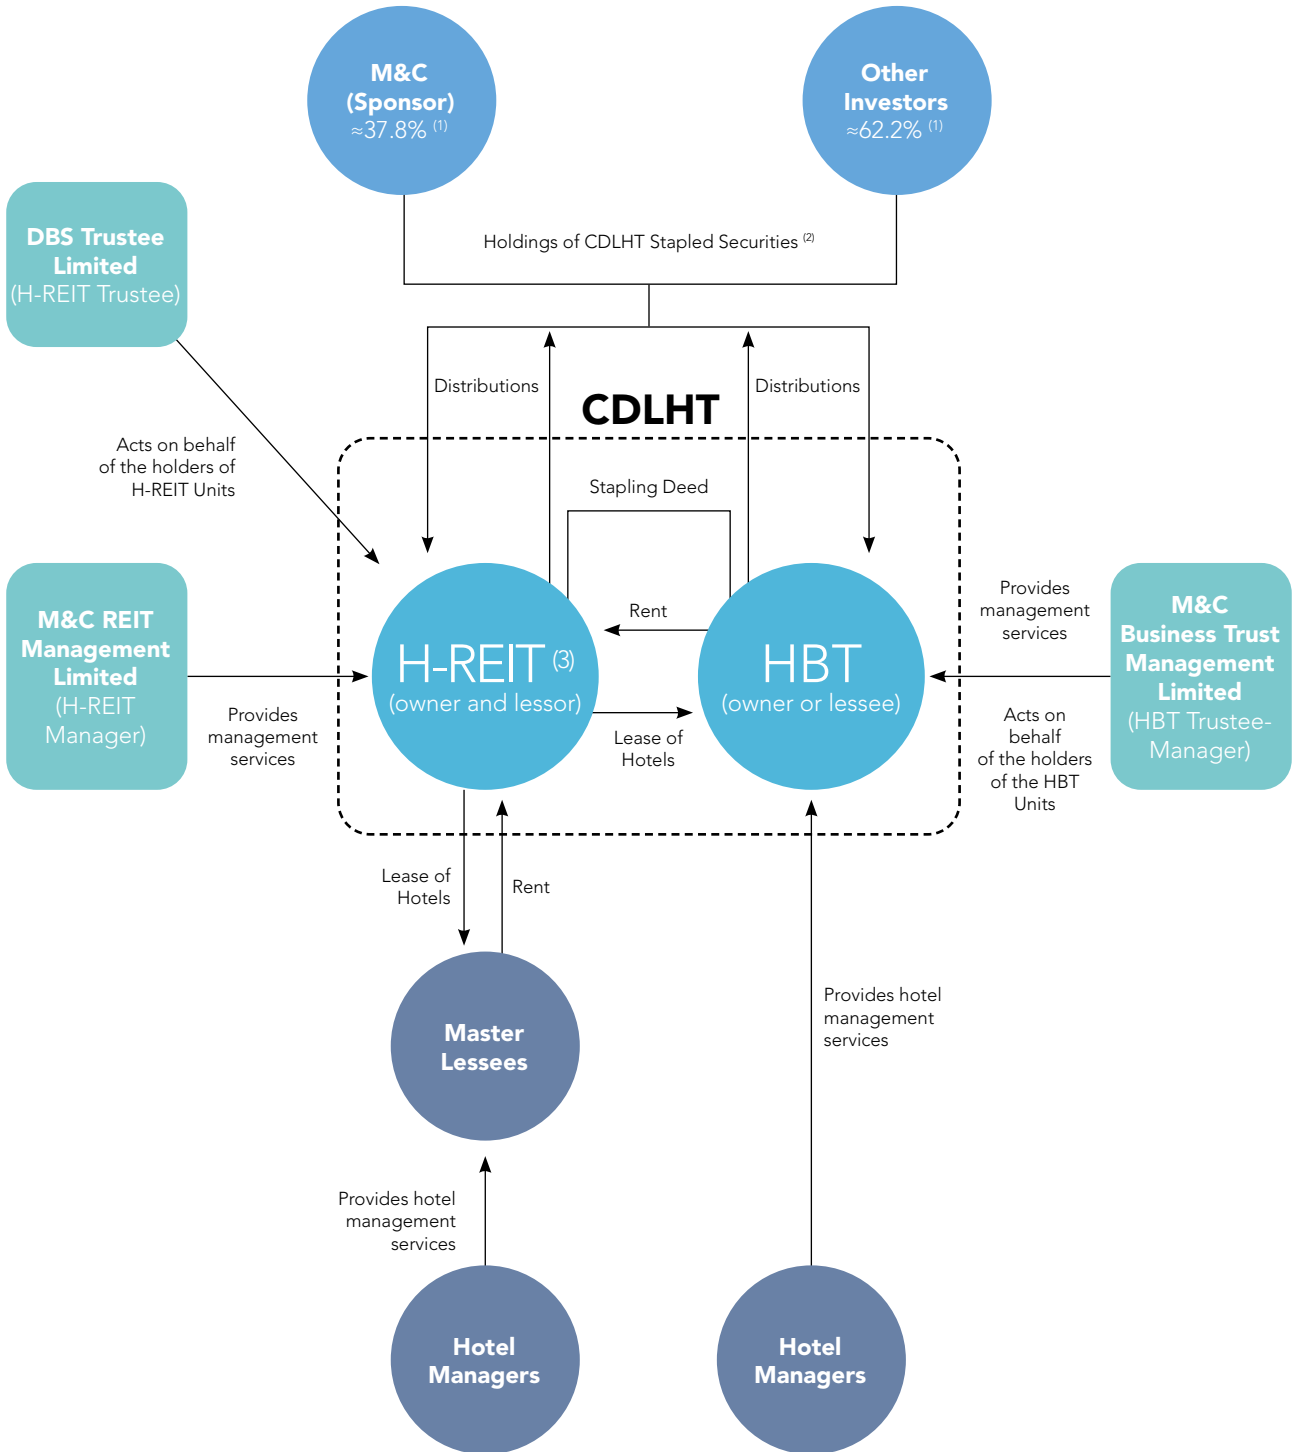 M&C
(Sponsor)
≈37.8% (1)
Other
Investors
≈62.2% (1)
DBS Trustee
Limited
(H-REIT Trustee)
Holdings of CDLHT Stapled Securities (2)
Distributions
Distributions
CDLHT
Acts on behalf
of the holders of
H-REIT Units
Stapling Deed
M&C REIT
Management
Limited
(H-REIT
Manager)
Provides
management
services
H-REIT (3)
(owner and lessor)
Rent
Lease of
Hotels
HBT
(owner or lessee)
Provides
management
services
Acts on
behalf
of the holders
of the HBT
Units
M&C
Business Trust
Management
Limited
(HBT Trustee-
Manager)
Lease of
Hotels
Rent
Master
Lessees
Provides hotel
management
services
Provides hotel
management
services
Hotel
Managers
Hotel
Managers